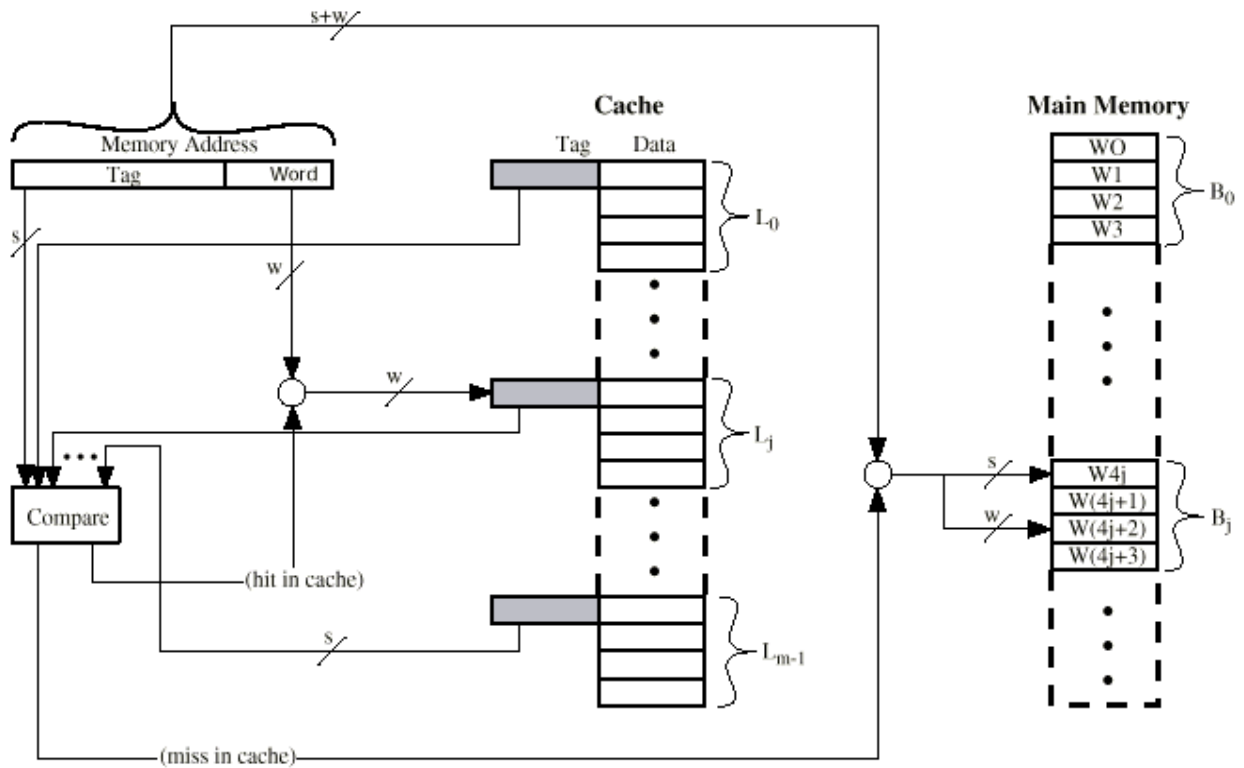 s+w
Cache
Main Memory
Memory Address
Tag Data
Tag Word
WO
W1
W2
W3
B0
L0
s
w
w
Lj
s
W4j
W(4j+1)
W(4j+2)
W(4j+3)
w
Bj
Compare
(hit in cache)
s
Lm-1
(miss in cache)